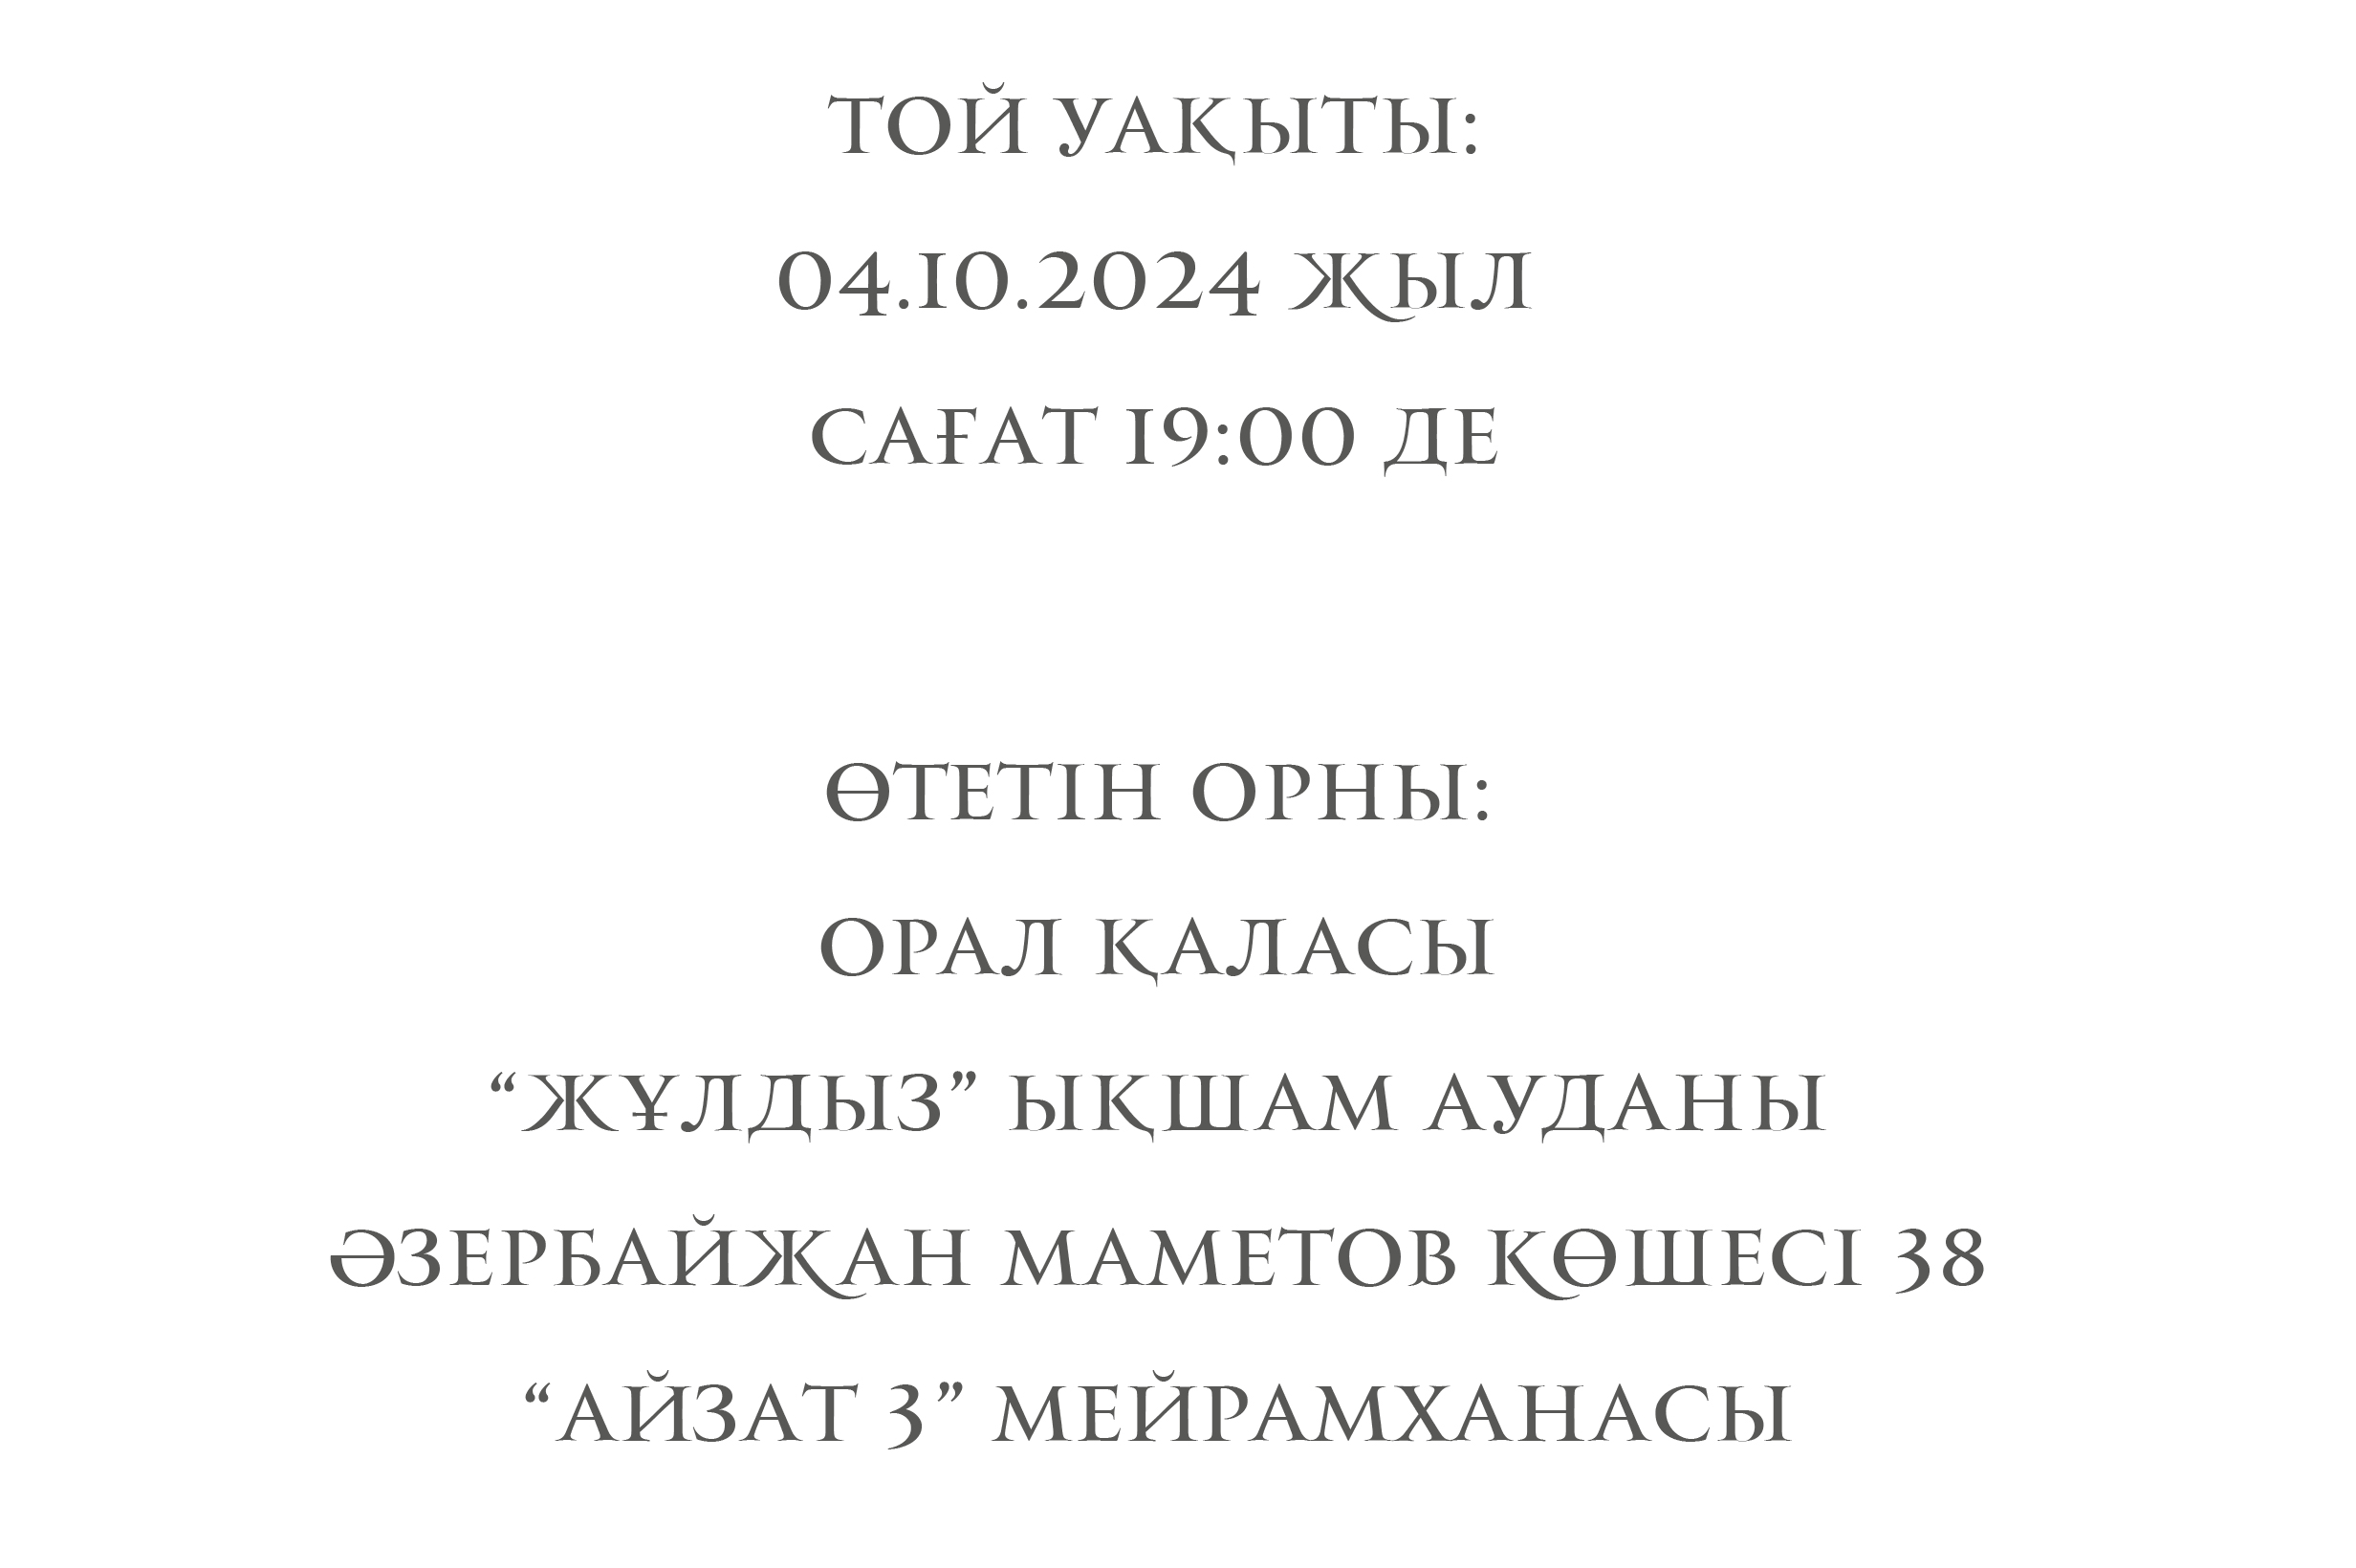 ТОЙ УАҚЫТЫ:
04.10.2024 ЖЫЛ
САҒАТ 19:00 ДЕ
ӨТЕТІН ОРНЫ:
ОРАЛ ҚАЛАСЫ
“ЖҰЛДЫЗ” ЫҚШАМ АУДАНЫ
ӘЗЕРБАЙЖАН МАМЕТОВ КӨШЕСІ 38
“АЙЗАТ 3” МЕЙРАМХАНАСЫ